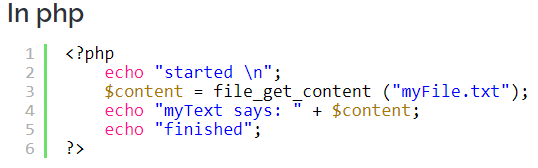 In php
1 <?php
2 echo "started \n";
3 $content = file_get_content ("myFile.txt");
4 echo "myText says: " + $content;
5 echo "finished";
6 ?>